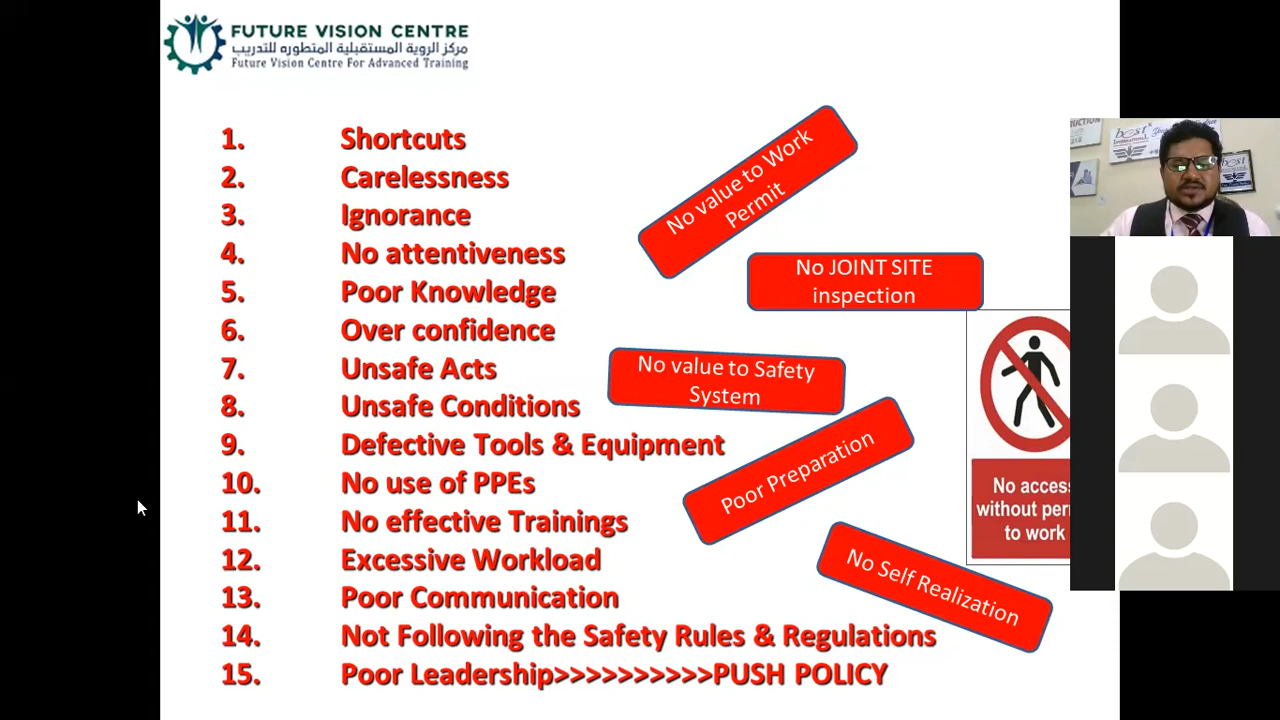 FUTURE VISION CENTRE
مركز الروية المستقبلية المتطوره للتدريب
Future Vision Centre For Advanced Training
1. Shortcuts
2. Carelessness
3. Ignorance
4. No attentiveness
5. Poor Knowledge
6. Over confidence
7. Unsafe Acts
8. Unsafe Conditions
9. Defective Tools & Equipment
10. No use of PPEs
11. No effective Trainings
12. Excessive Workload
13. Poor Communication
14. Not Following the Safety Rules & Regulations
15. Poor Leadership>>>>>>>>>>PUSH POLICY
No value to Work
Permit
No JOINT SITE
inspection
No value to Safety
System
Poor Preparation
No Self Realization
No access
without per
to work
best
best